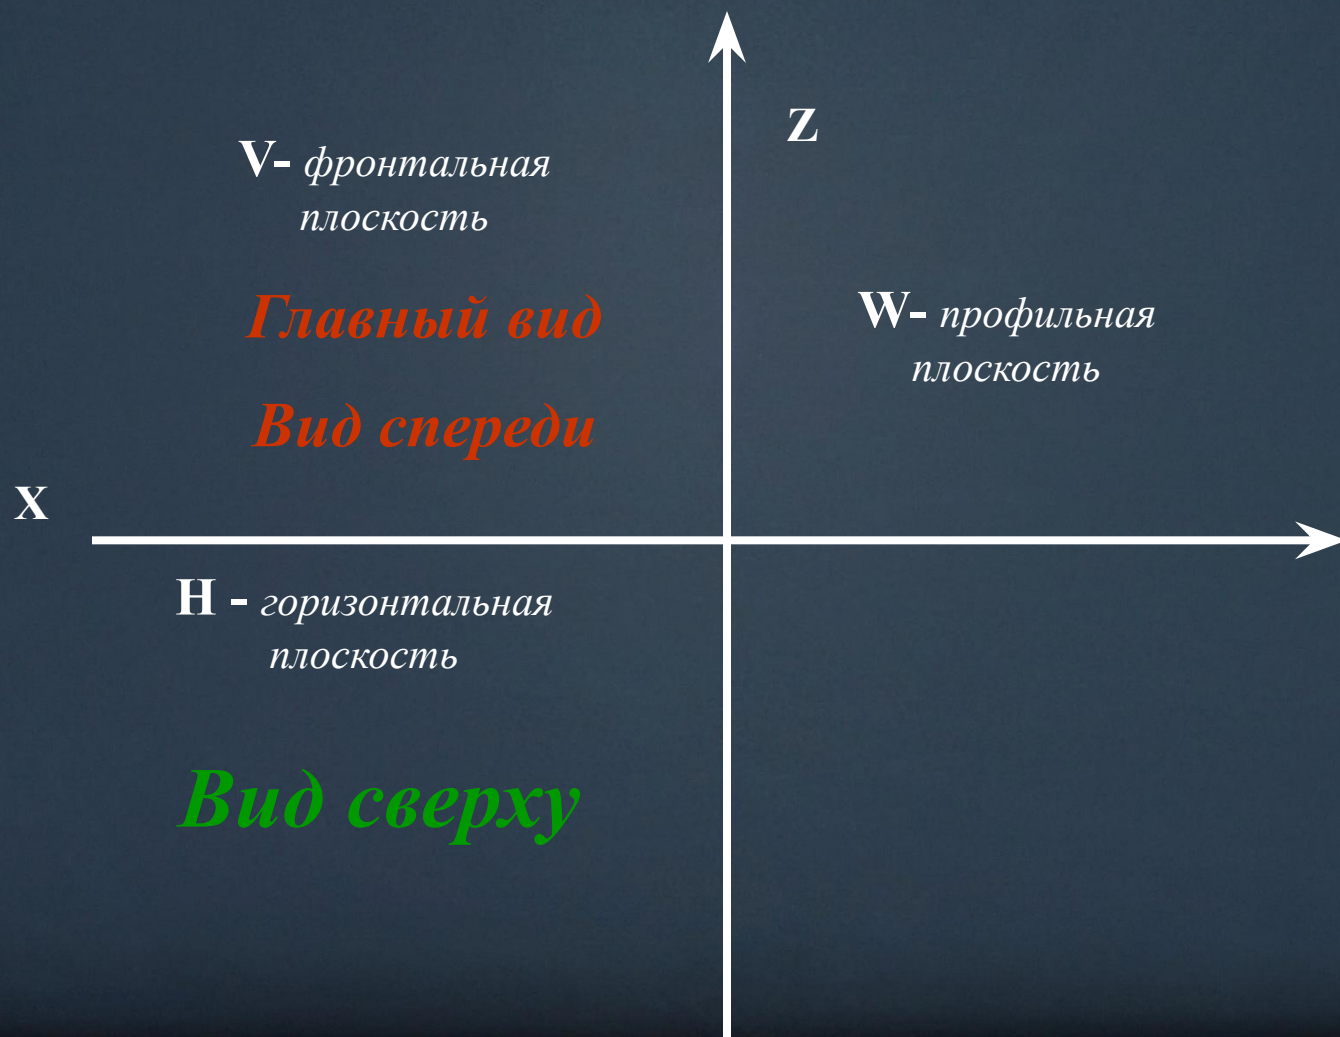 Z
V- фронтальная
плоскость
Главный вид
W- профильная
плоскость
Вид спереди
X
H - горизонтальная
плоскость
Вид сверху